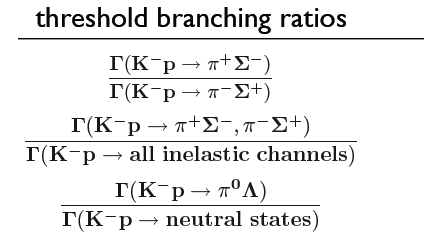 threshold branching ratios
Γ(K⁻p → π⁺Σ⁻)
Γ(K⁻p → π⁻Σ⁺)
Γ(K⁻p → π⁺Σ⁻, π⁻Σ⁺)
Γ(K⁻p → all inelastic channels)
Γ(K⁻p → π⁰Λ)
Γ(K⁻p → neutral states)